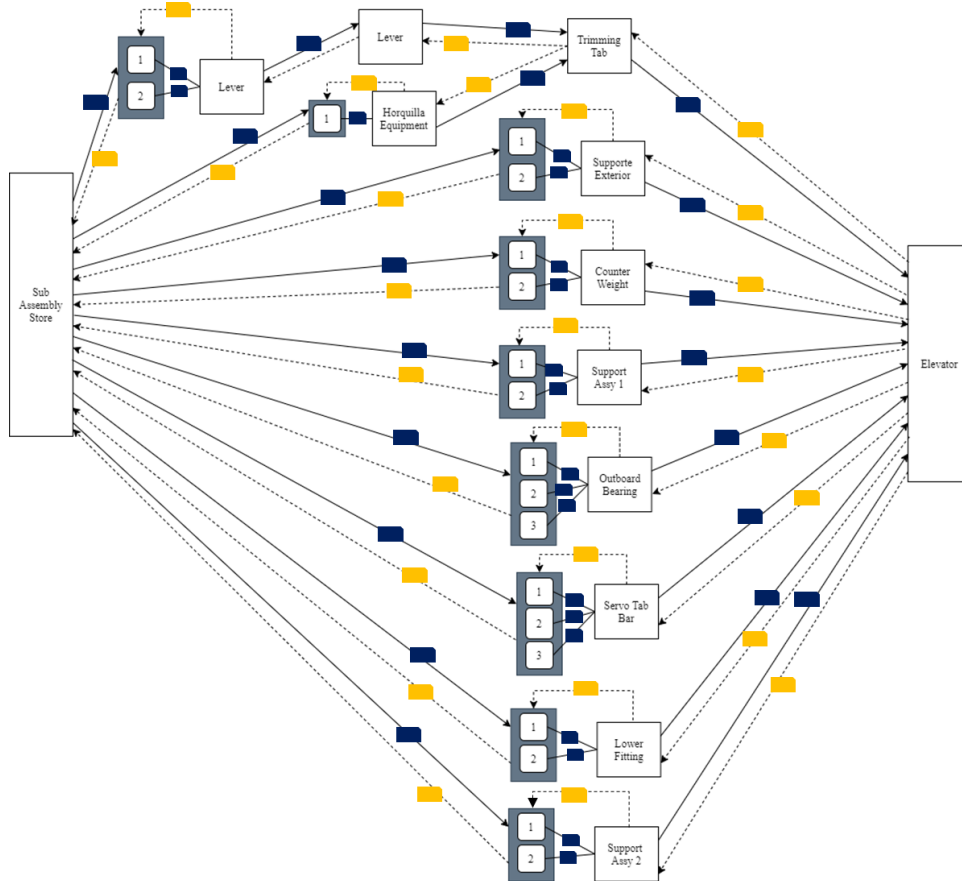 1
2
Lever
Lever
Trimming
Tab
1
Horquilla
Equipment
1
2
Supporte
Exterior
Sub
Assembly
Store
1
2
Counter
Weight
Elevator
1
2
Support
Assy 1
1
2
3
Outboard
Bearing
1
2
3
Servo Tab
Bar
1
2
Lower
Fitting
1
2
Support
Assy 2